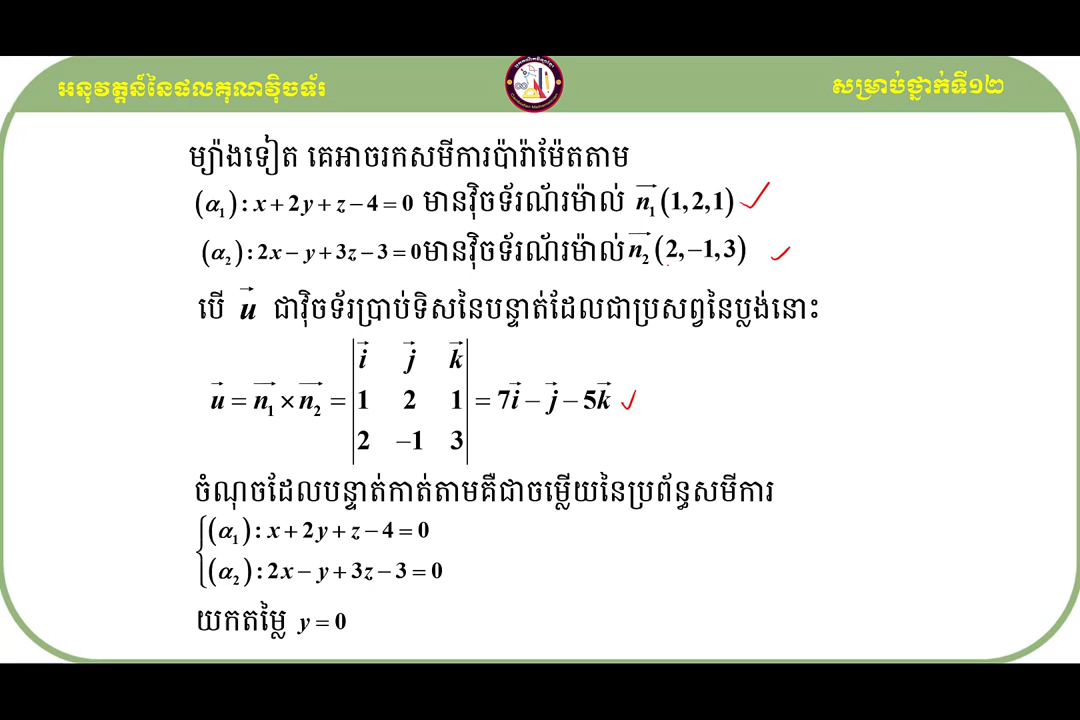 អនុវត្តន៍នៃផលគុណវ៉ិចទ័រ
សម្រាប់ថ្នាក់ទី១២
ម្យ៉ាងទៀត គេអាចរកសមីការប៉ារ៉ាម៉ែតតាម
(α₁): x + 2y + z − 4 = 0 មានវ៉ិចទ័រណ័រម៉ាល់ n₁(1,2,1)
(α₂): 2x − y + 3z − 3 = 0 មានវ៉ិចទ័រណ័រម៉ាល់ n₂(2,−1,3)
បើ u ជាវ៉ិចទ័រប្រាប់ទិសនៃបន្ទាត់ដែលជាប្រសព្វនៃប្លង់នោះ
i j k
u = n₁ × n₂ = 1 2 1 = 7i − j − 5k
2 −1 3
ចំណុចដែលបន្ទាត់កាត់តាមគឺជាចម្លើយនៃប្រព័ន្ធសមីការ
(α₁): x + 2y + z − 4 = 0
(α₂): 2x − y + 3z − 3 = 0
យកតម្លៃ y = 0